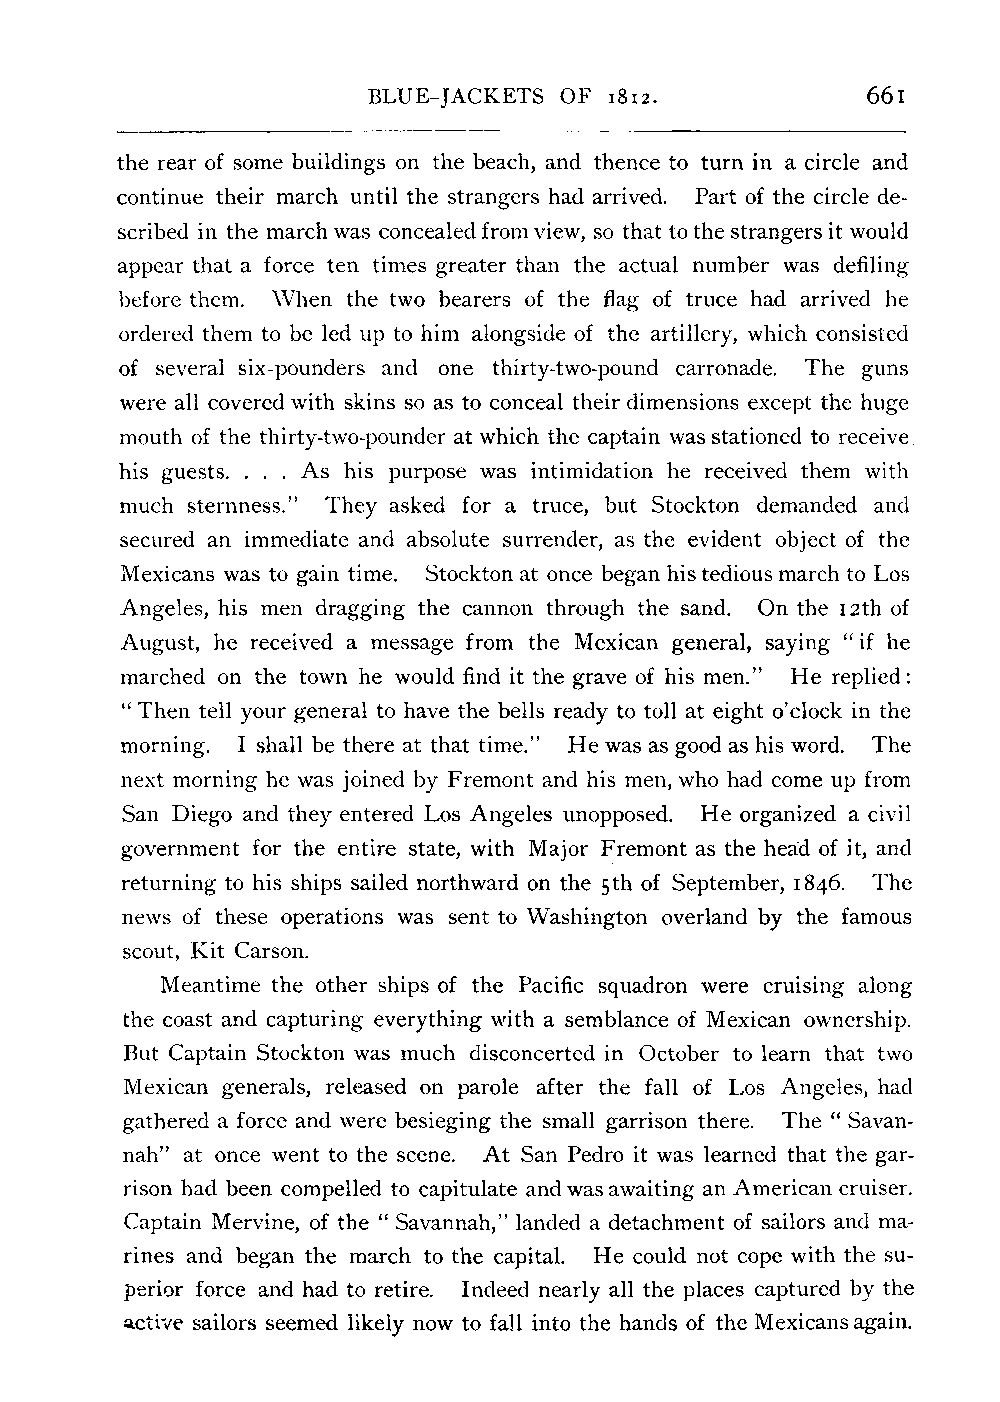 BLUE-JACKETS OF 1812. 661
the rear of some buildings on the beach, and thence to turn in a circle and
continue their march until the strangers had arrived. Part of the circle de-
scribed in the march was concealed from view, so that to the strangers it would
appear that a force ten times greater than the actual number was defiling
before them. When the two bearers of the flag of truce had arrived he
ordered them to be led up to him alongside of the artillery, which consisted
of several six-pounders and one thirty-two-pound carronade. The guns
were all covered with skins so as to conceal their dimensions except the huge
mouth of the thirty-two-pounder at which the captain was stationed to receive
his guests. . . . As his purpose was intimidation he received them with
much sternness.” They asked for a truce, but Stockton demanded and
secured an immediate and absolute surrender, as the evident object of the
Mexicans was to gain time. Stockton at once began his tedious march to Los
Angeles, his men dragging the cannon through the sand. On the 12th of
August, he received a message from the Mexican general, saying “if he
marched on the town he would find it the grave of his men.” He replied:
“Then tell your general to have the bells ready to toll at eight o’clock in the
morning. I shall be there at that time.” He was as good as his word. The
next morning he was joined by Fremont and his men, who had come up from
San Diego and they entered Los Angeles unopposed. He organized a civil
government for the entire state, with Major Fremont as the head of it, and
returning to his ships sailed northward on the 5th of September, 1846. The
news of these operations was sent to Washington overland by the famous
scout, Kit Carson.
Meantime the other ships of the Pacific squadron were cruising along
the coast and capturing everything with a semblance of Mexican ownership.
But Captain Stockton was much disconcerted in October to learn that two
Mexican generals, released on parole after the fall of Los Angeles, had
gathered a force and were besieging the small garrison there. The “Savan-
nah” at once went to the scene. At San Pedro it was learned that the gar-
rison had been compelled to capitulate and was awaiting an American cruiser.
Captain Mervine, of the “Savannah,” landed a detachment of sailors and ma-
rines and began the march to the capital. He could not cope with the su-
perior force and had to retire. Indeed nearly all the places captured by the
active sailors seemed likely now to fall into the hands of the Mexicans again.